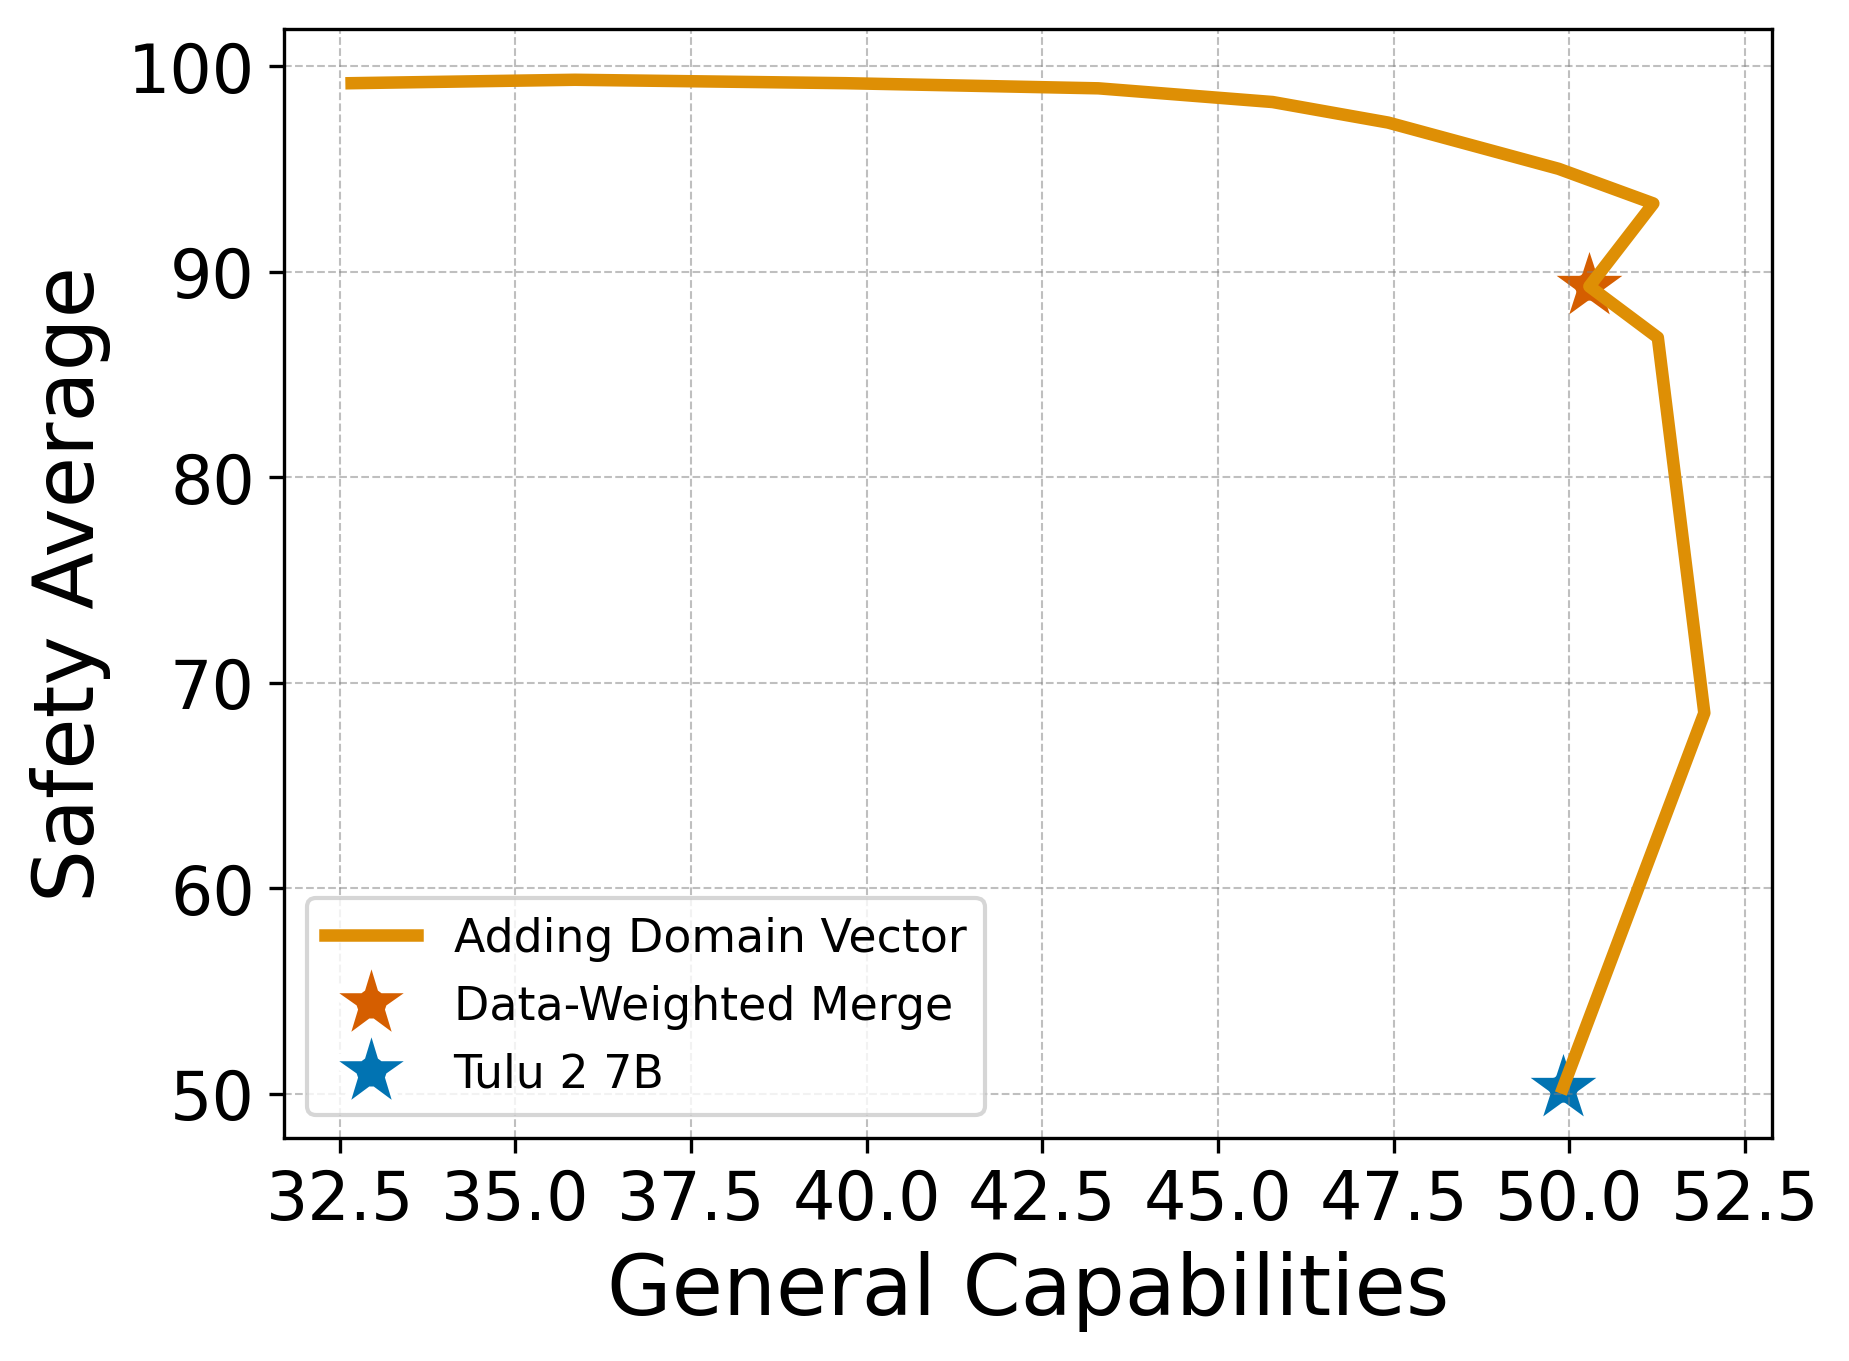 100
90
80
70
60
50
Safety Average
Adding Domain Vector
Data-Weighted Merge
Tulu 2 7B
32.5 35.0 37.5 40.0 42.5 45.0 47.5 50.0 52.5
General Capabilities